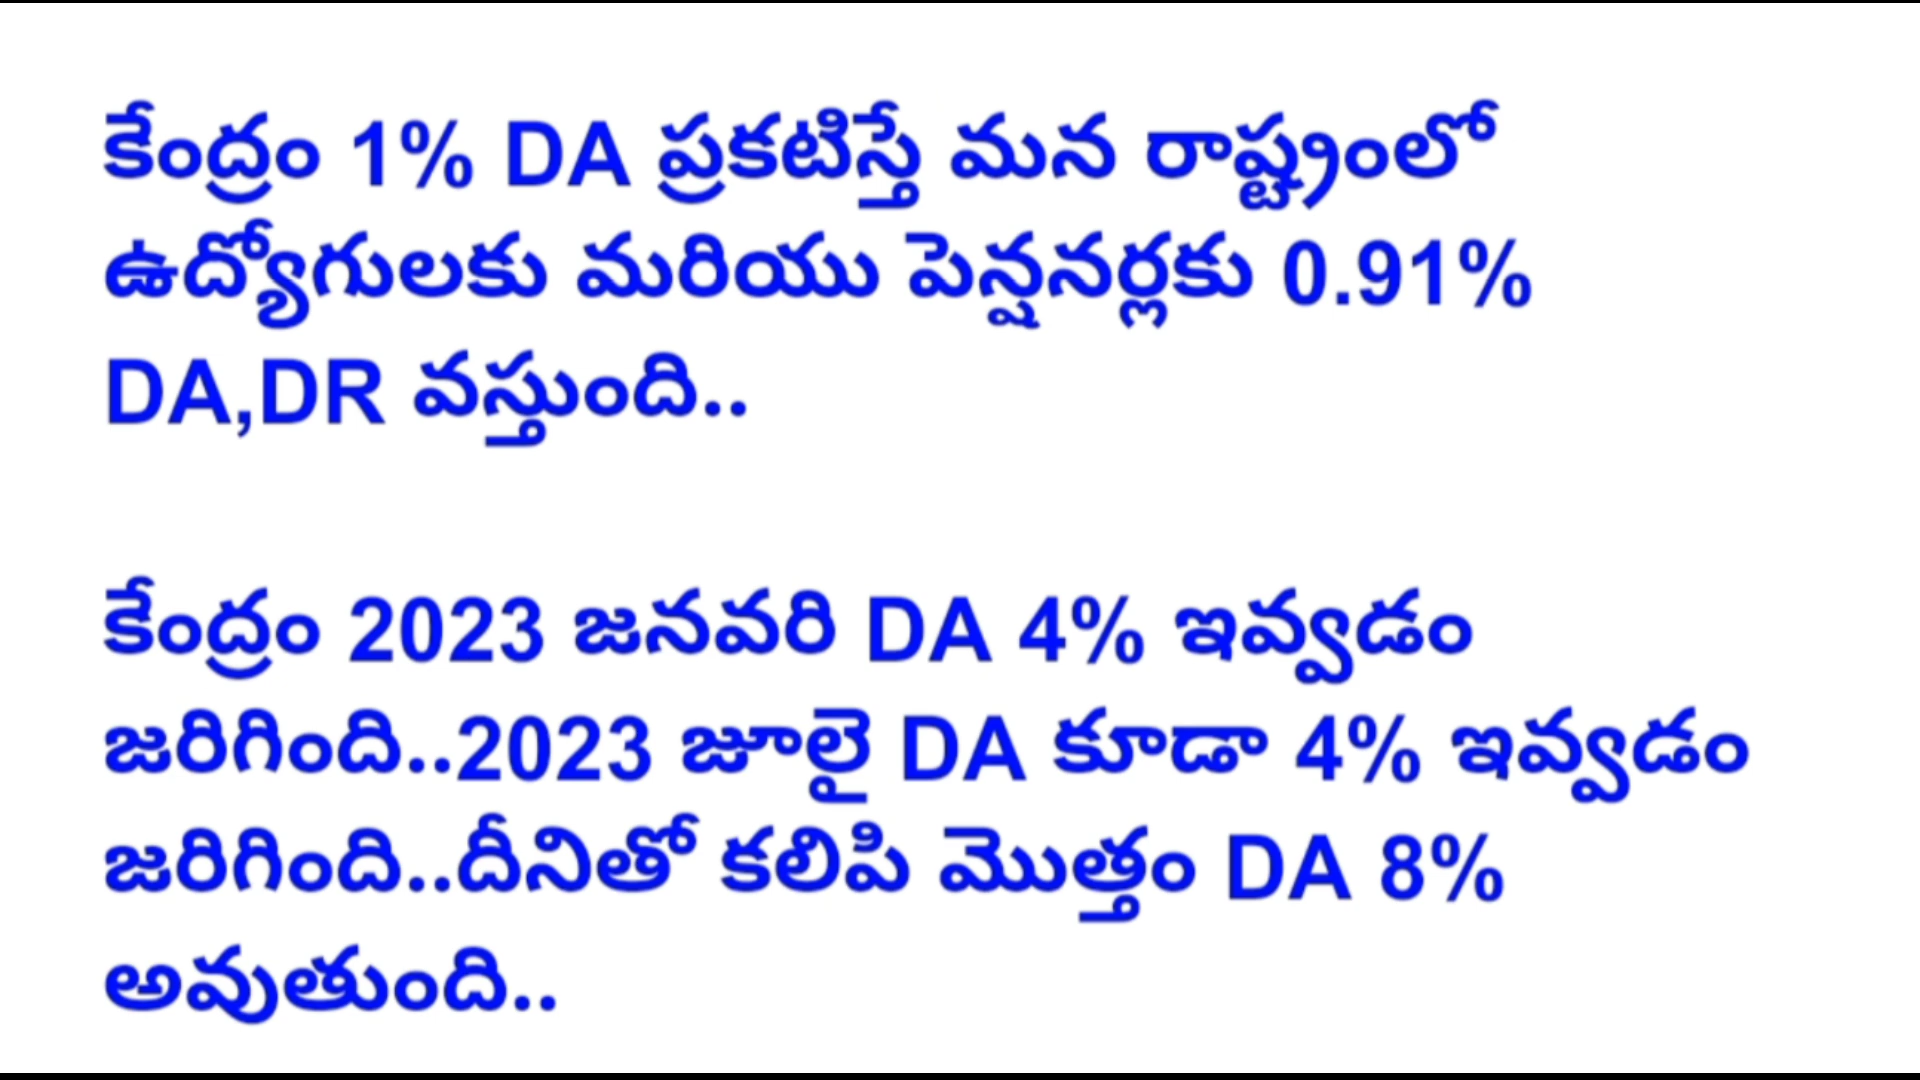 కేంద్రం 1% DA ప్రకటిస్తే మన రాష్ట్రంలో
ఉద్యోగులకు మరియు పెన్షనర్లకు 0.91%
DA,DR వస్తుంది..
కేంద్రం 2023 జనవరి DA 4% ఇవ్వడం
జరిగింది..2023 జూలై DA కూడా 4% ఇవ్వడం
జరిగింది..దీనితో కలిపి మొత్తం DA 8%
అవుతుంది..